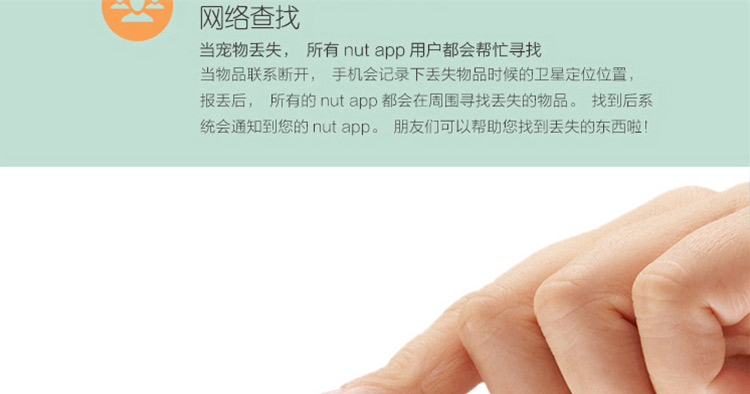 网络查找
当宠物丢失， 所有 nut app 用户都会帮忙寻找
当物品联系断开， 手机会记录下丢失物品时候的卫星定位位置，
报丢后， 所有的 nut app 都会在周围寻找丢失的物品。 找到后系
统会通知到您的 nut app。 朋友们可以帮助您找到丢失的东西啦！